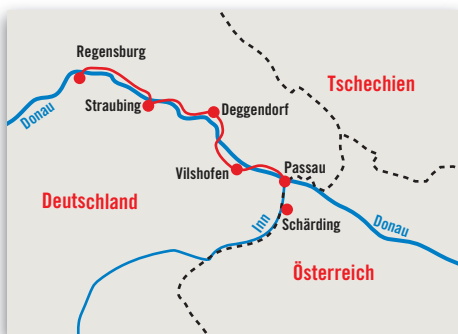 Regensburg
Tschechien
Donau
Straubing
Deggendorf
Vilshofen
Passau
Deutschland
Inn
Schärding
Donau
Österreich